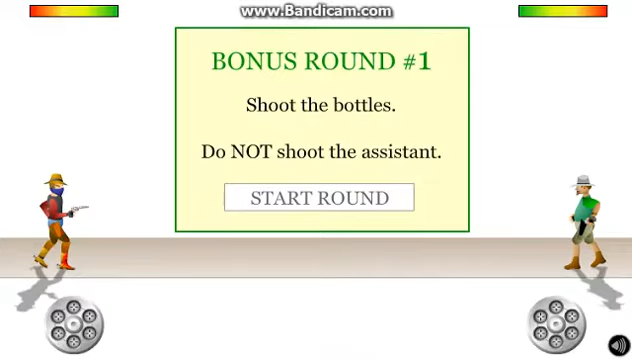 www.Bandicam.com
BONUS ROUND #1
Shoot the bottles.
Do NOT shoot the assistant.
START ROUND